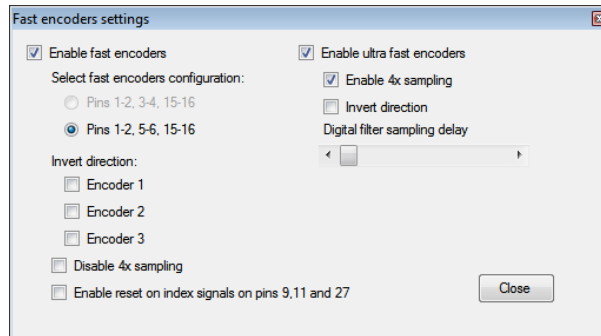 Fast encoders settings
Enable fast encoders
Select fast encoders configuration:
Pins 1-2, 3-4, 15-16
Pins 1-2, 5-6, 15-16
Invert direction:
Encoder 1
Encoder 2
Encoder 3
Disable 4x sampling
Enable reset on index signals on pins 9,11 and 27
Enable ultra fast encoders
Enable 4x sampling
Invert direction
Digital filter sampling delay
Close